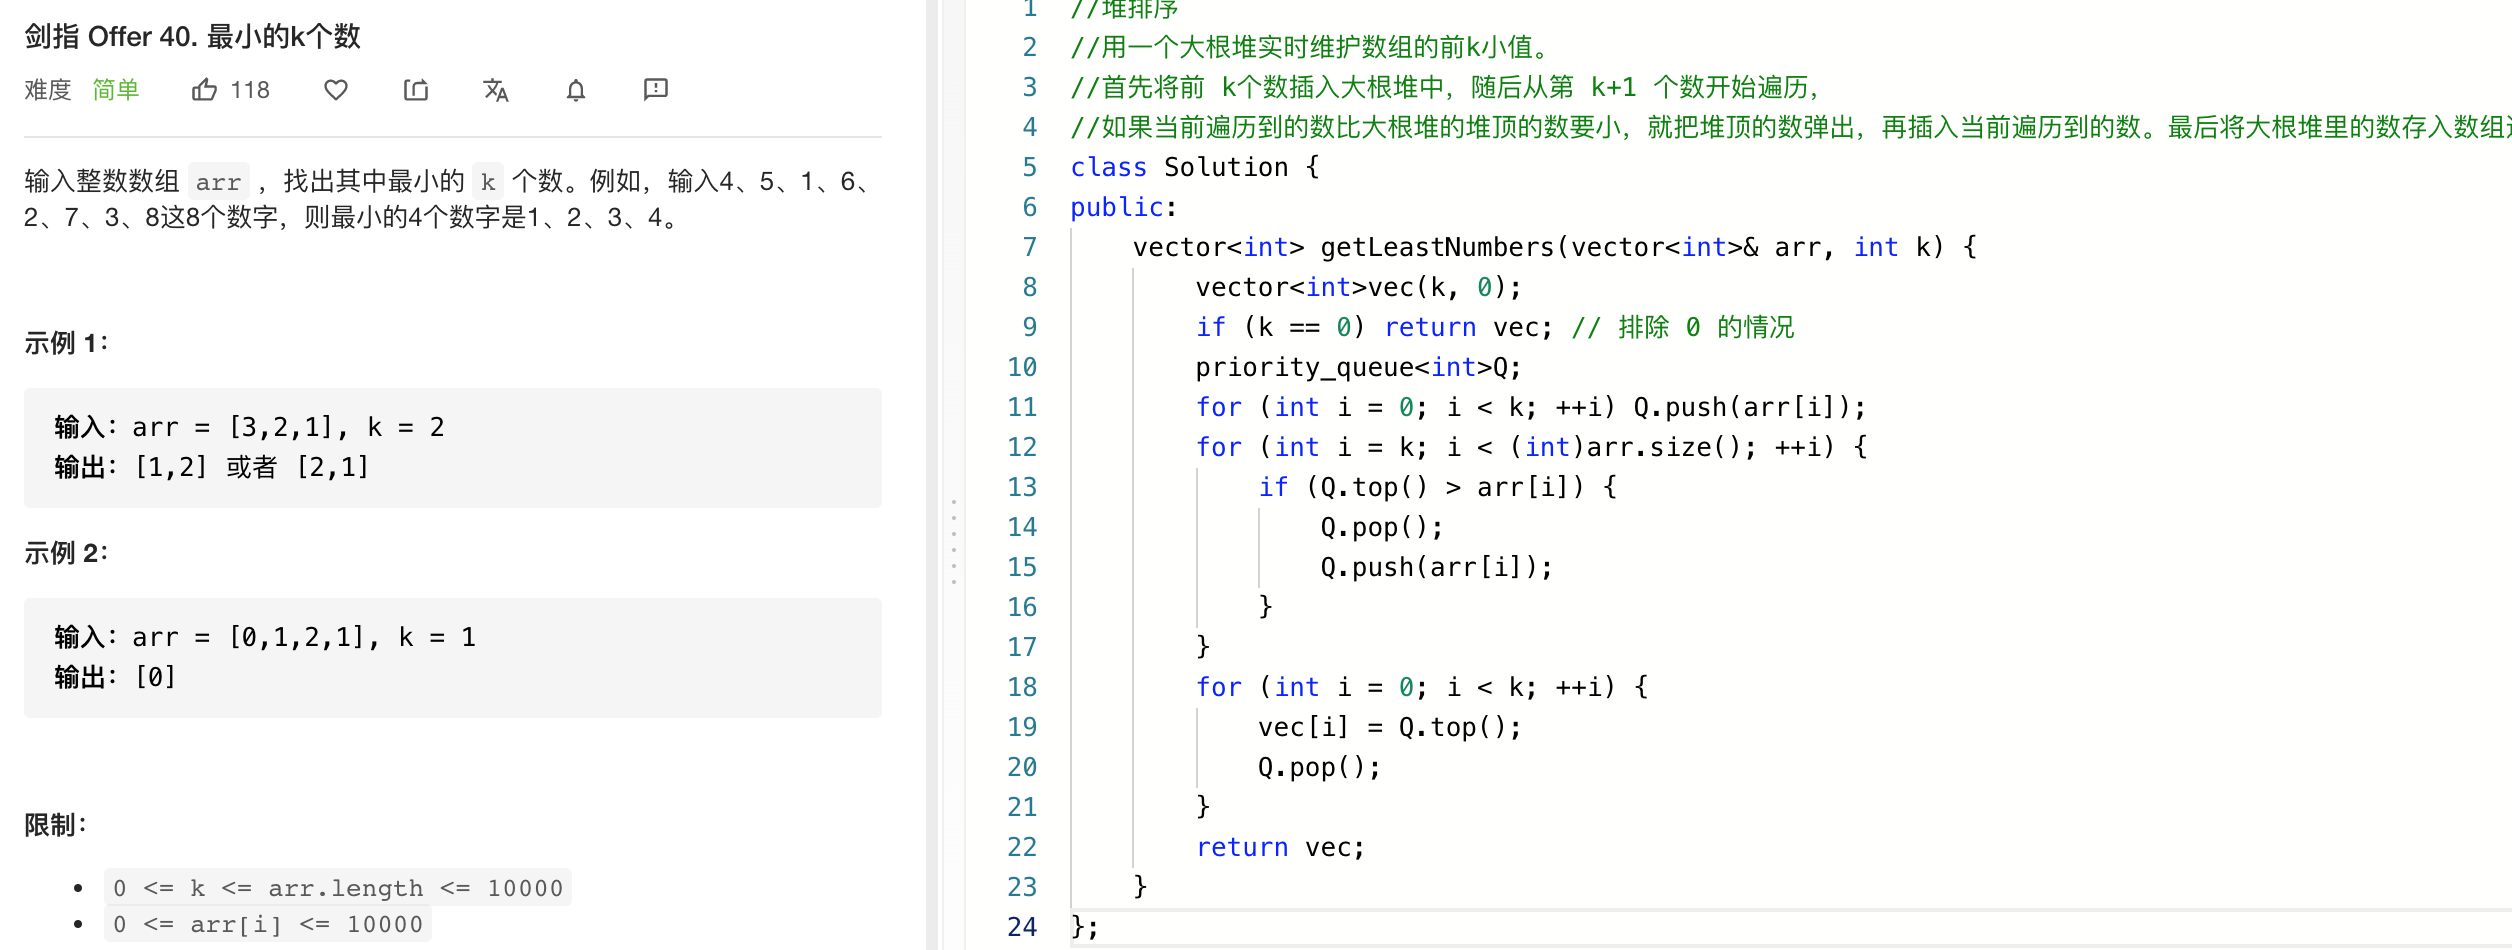 剑指 Offer 40. 最小的k个数
难度 简单 118
输入整数数组 arr ，找出其中最小的 k 个数。例如，输入4、5、1、6、
2、7、3、8这8个数字，则最小的4个数字是1、2、3、4。
示例 1：
输入：arr = [3,2,1], k = 2
输出：[1,2] 或者 [2,1]
示例 2：
输入：arr = [0,1,2,1], k = 1
输出：[0]
限制：
0 <= k <= arr.length <= 10000
0 <= arr[i] <= 10000
1 //堆排序
2 //用一个大根堆实时维护数组的前k小值。
3 //首先将前 k个数插入大根堆中，随后从第 k+1 个数开始遍历，
4 //如果当前遍历到的数比大根堆的堆顶的数要小，就把堆顶的数弹出，再插入当前遍历到的数。最后将大根堆里的数存入数组
5 class Solution {
6 public:
7     vector<int> getLeastNumbers(vector<int>& arr, int k) {
8         vector<int>vec(k, 0);
9         if (k == 0) return vec; // 排除 0 的情况
10         priority_queue<int>Q;
11         for (int i = 0; i < k; ++i) Q.push(arr[i]);
12         for (int i = k; i < (int)arr.size(); ++i) {
13             if (Q.top() > arr[i]) {
14                 Q.pop();
15                 Q.push(arr[i]);
16             }
17         }
18         for (int i = 0; i < k; ++i) {
19             vec[i] = Q.top();
20             Q.pop();
21         }
22         return vec;
23     }
24 };